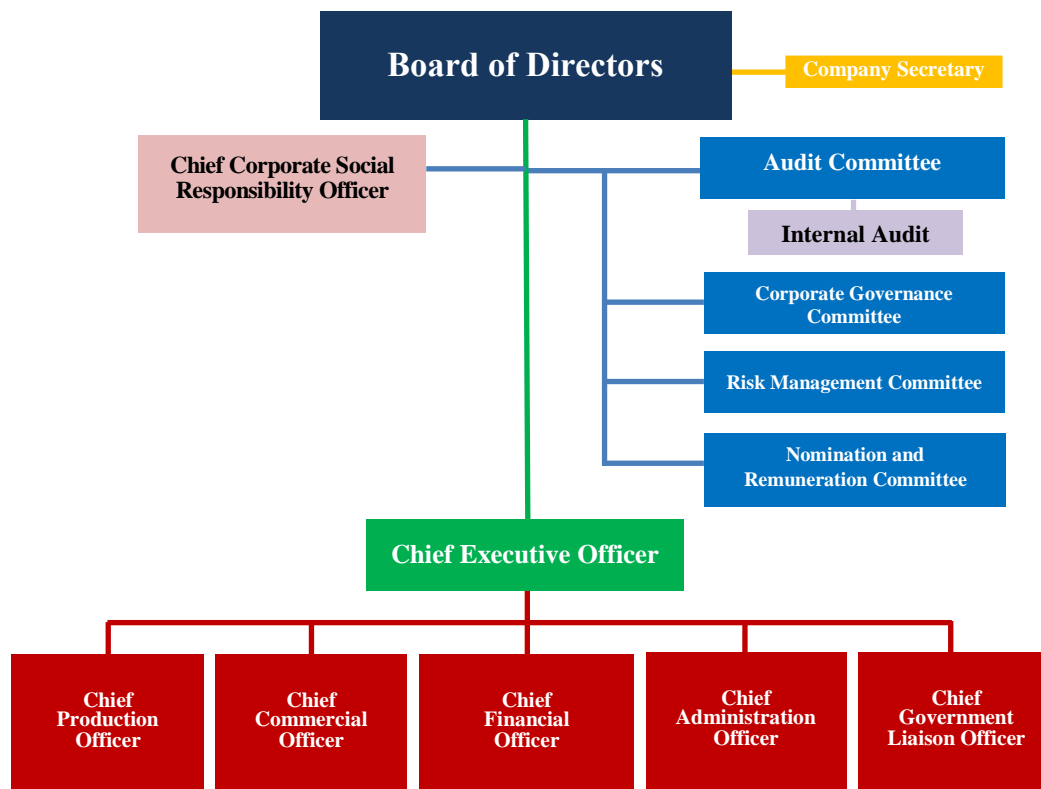 Board of Directors
Company Secretary
Chief Corporate Social
Responsibility Officer
Audit Committee
Internal Audit
Corporate Governance
Committee
Risk Management Committee
Nomination and
Remuneration Committee
Chief Executive Officer
Chief
Production
Officer
Chief
Commercial
Officer
Chief
Financial
Officer
Chief
Administration
Officer
Chief
Government
Liaison Officer